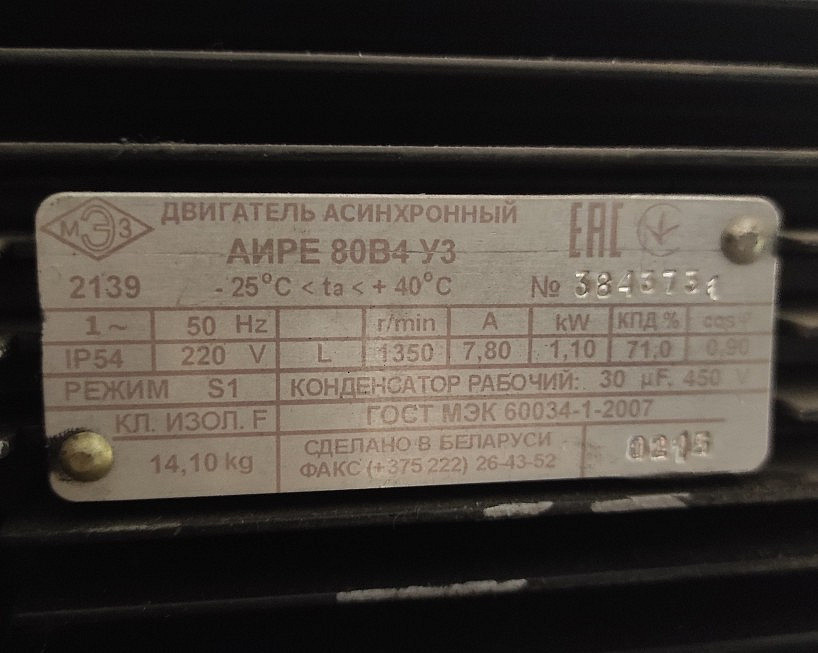 МЭЗ ДВИГАТЕЛЬ АСИНХРОННЫЙ EAC
АИРЕ 80В4 У3
2139 - 25°C < ta < + 40°C №
1 ~ 50 Hz r/min A kW КПД % cos φ
IP54 220 V L 1350 7,80 1,10 71,0 0,90
РЕЖИМ S1 КОНДЕНСАТОР РАБОЧИЙ: 30 μF. 450 V
КЛ. ИЗОЛ. F ГОСТ МЭК 60034-1-2007
14,10 kg СДЕЛАНО В БЕЛАРУСИ 0215
ФАКС (+375 222) 26-43-52